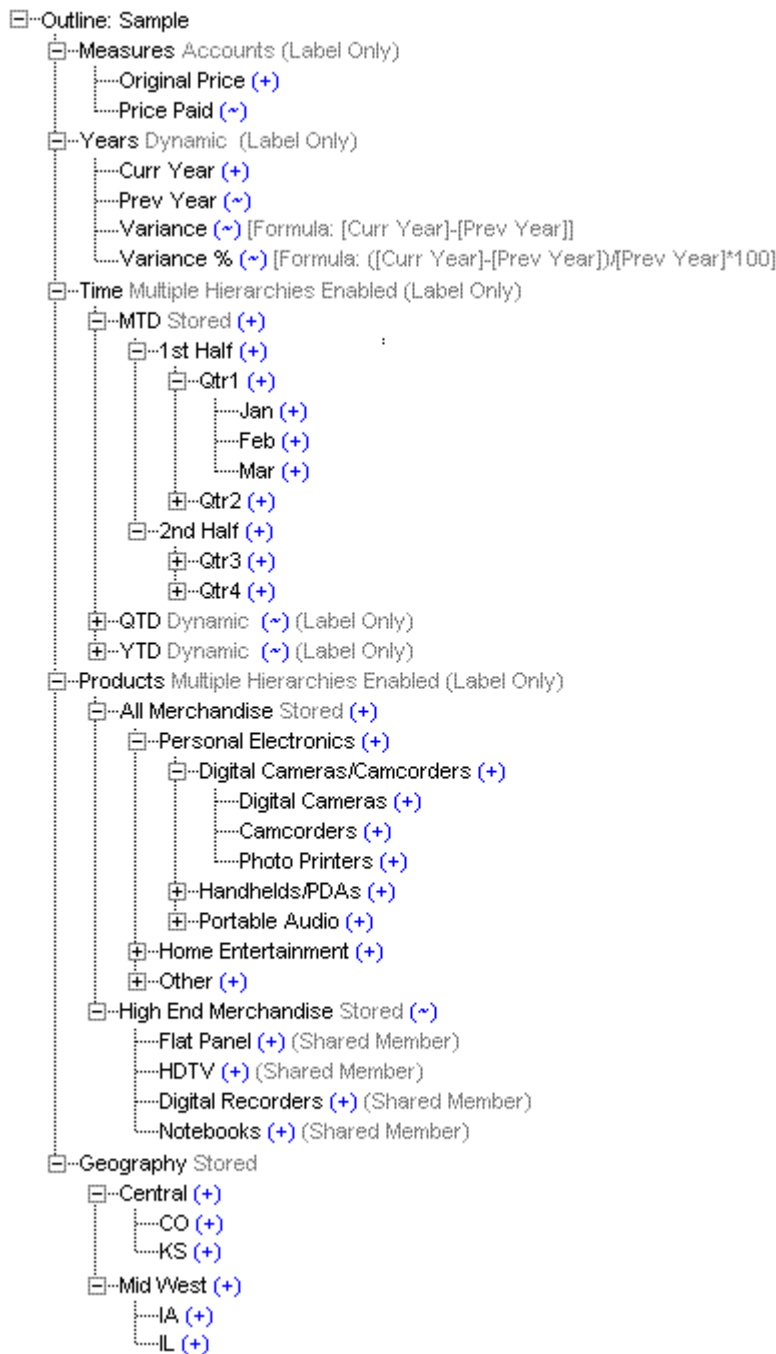 Outline: Sample
Measures Accounts (Label Only)
Original Price (+)
Price Paid (~)
Years Dynamic (Label Only)
Curr Year (+)
Prev Year (~)
Variance (~) [Formula: [Curr Year]-[Prev Year]]
Variance % (~) [Formula: ([Curr Year]-[Prev Year])/[Prev Year]*100]
Time Multiple Hierarchies Enabled (Label Only)
MTD Stored (+)
1st Half (+)
Qtr1 (+)
Jan (+)
Feb (+)
Mar (+)
Qtr2 (+)
2nd Half (+)
Qtr3 (+)
Qtr4 (+)
QTD Dynamic (~) (Label Only)
YTD Dynamic (~) (Label Only)
Products Multiple Hierarchies Enabled (Label Only)
All Merchandise Stored (+)
Personal Electronics (+)
Digital Cameras/Camcorders (+)
Digital Cameras (+)
Camcorders (+)
Photo Printers (+)
Handhelds/PDAs (+)
Portable Audio (+)
Home Entertainment (+)
Other (+)
High End Merchandise Stored (~)
Flat Panel (+) (Shared Member)
HDTV (+) (Shared Member)
Digital Recorders (+) (Shared Member)
Notebooks (+) (Shared Member)
Geography Stored
Central (+)
CO (+)
KS (+)
Mid West (+)
IA (+)
IL (+)